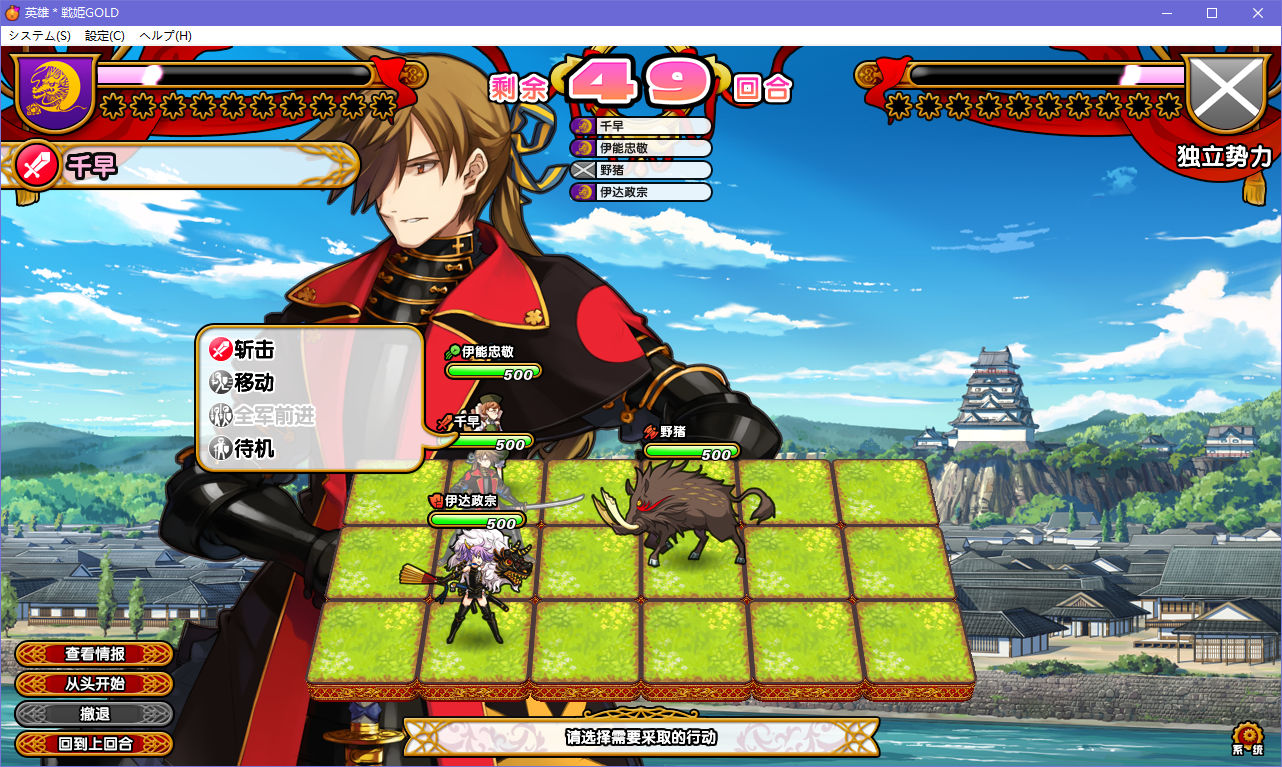 英雄*戦姫GOLD
システム(S) 設定(C) ヘルプ(H)
剩余 49 回合
千早
伊能忠敬
野猪
伊达政宗
千早
独立势力
斩击
移动
全军前进
待机
伊能忠敬
500
千早
500
野猪
500
伊达政宗
500
查看情报
从头开始
撤退
回到上回合
请选择需要采取的行动
系统